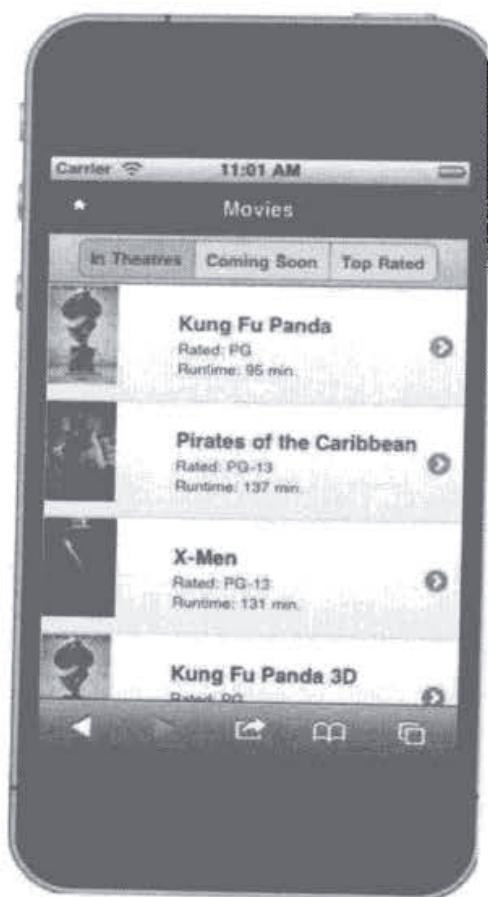 Carrier
11:01 AM
Movies
In Theatres Coming Soon Top Rated
Kung Fu Panda
Rated: PG
Runtime: 95 min.
Pirates of the Caribbean
Rated: PG-13
Runtime: 137 min.
X-Men
Rated: PG-13
Runtime: 131 min.
Kung Fu Panda 3D
Rated: PG